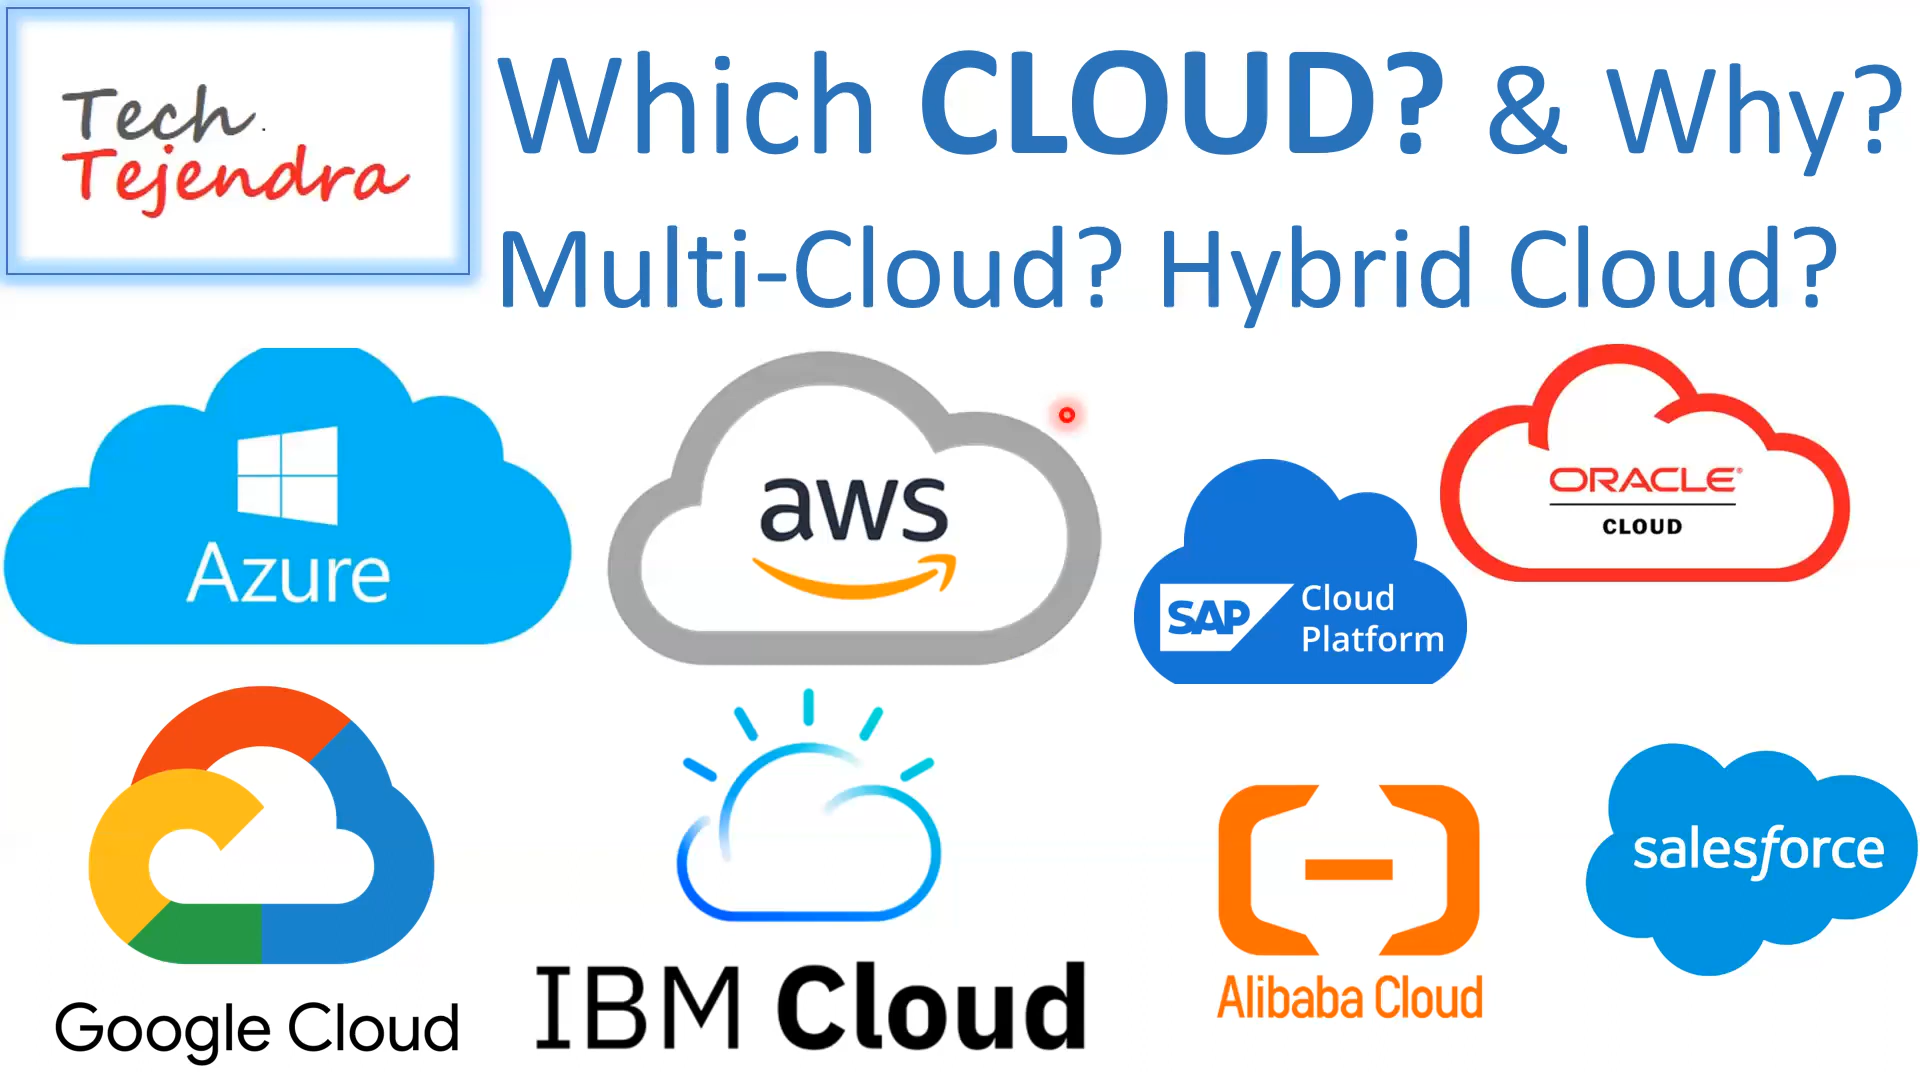 Tech
Tejendra
Which CLOUD? & Why?
Multi-Cloud? Hybrid Cloud?
Azure
aws
SAP Cloud
Platform
ORACLE®
CLOUD
Google Cloud
IBM Cloud
Alibaba Cloud
salesforce